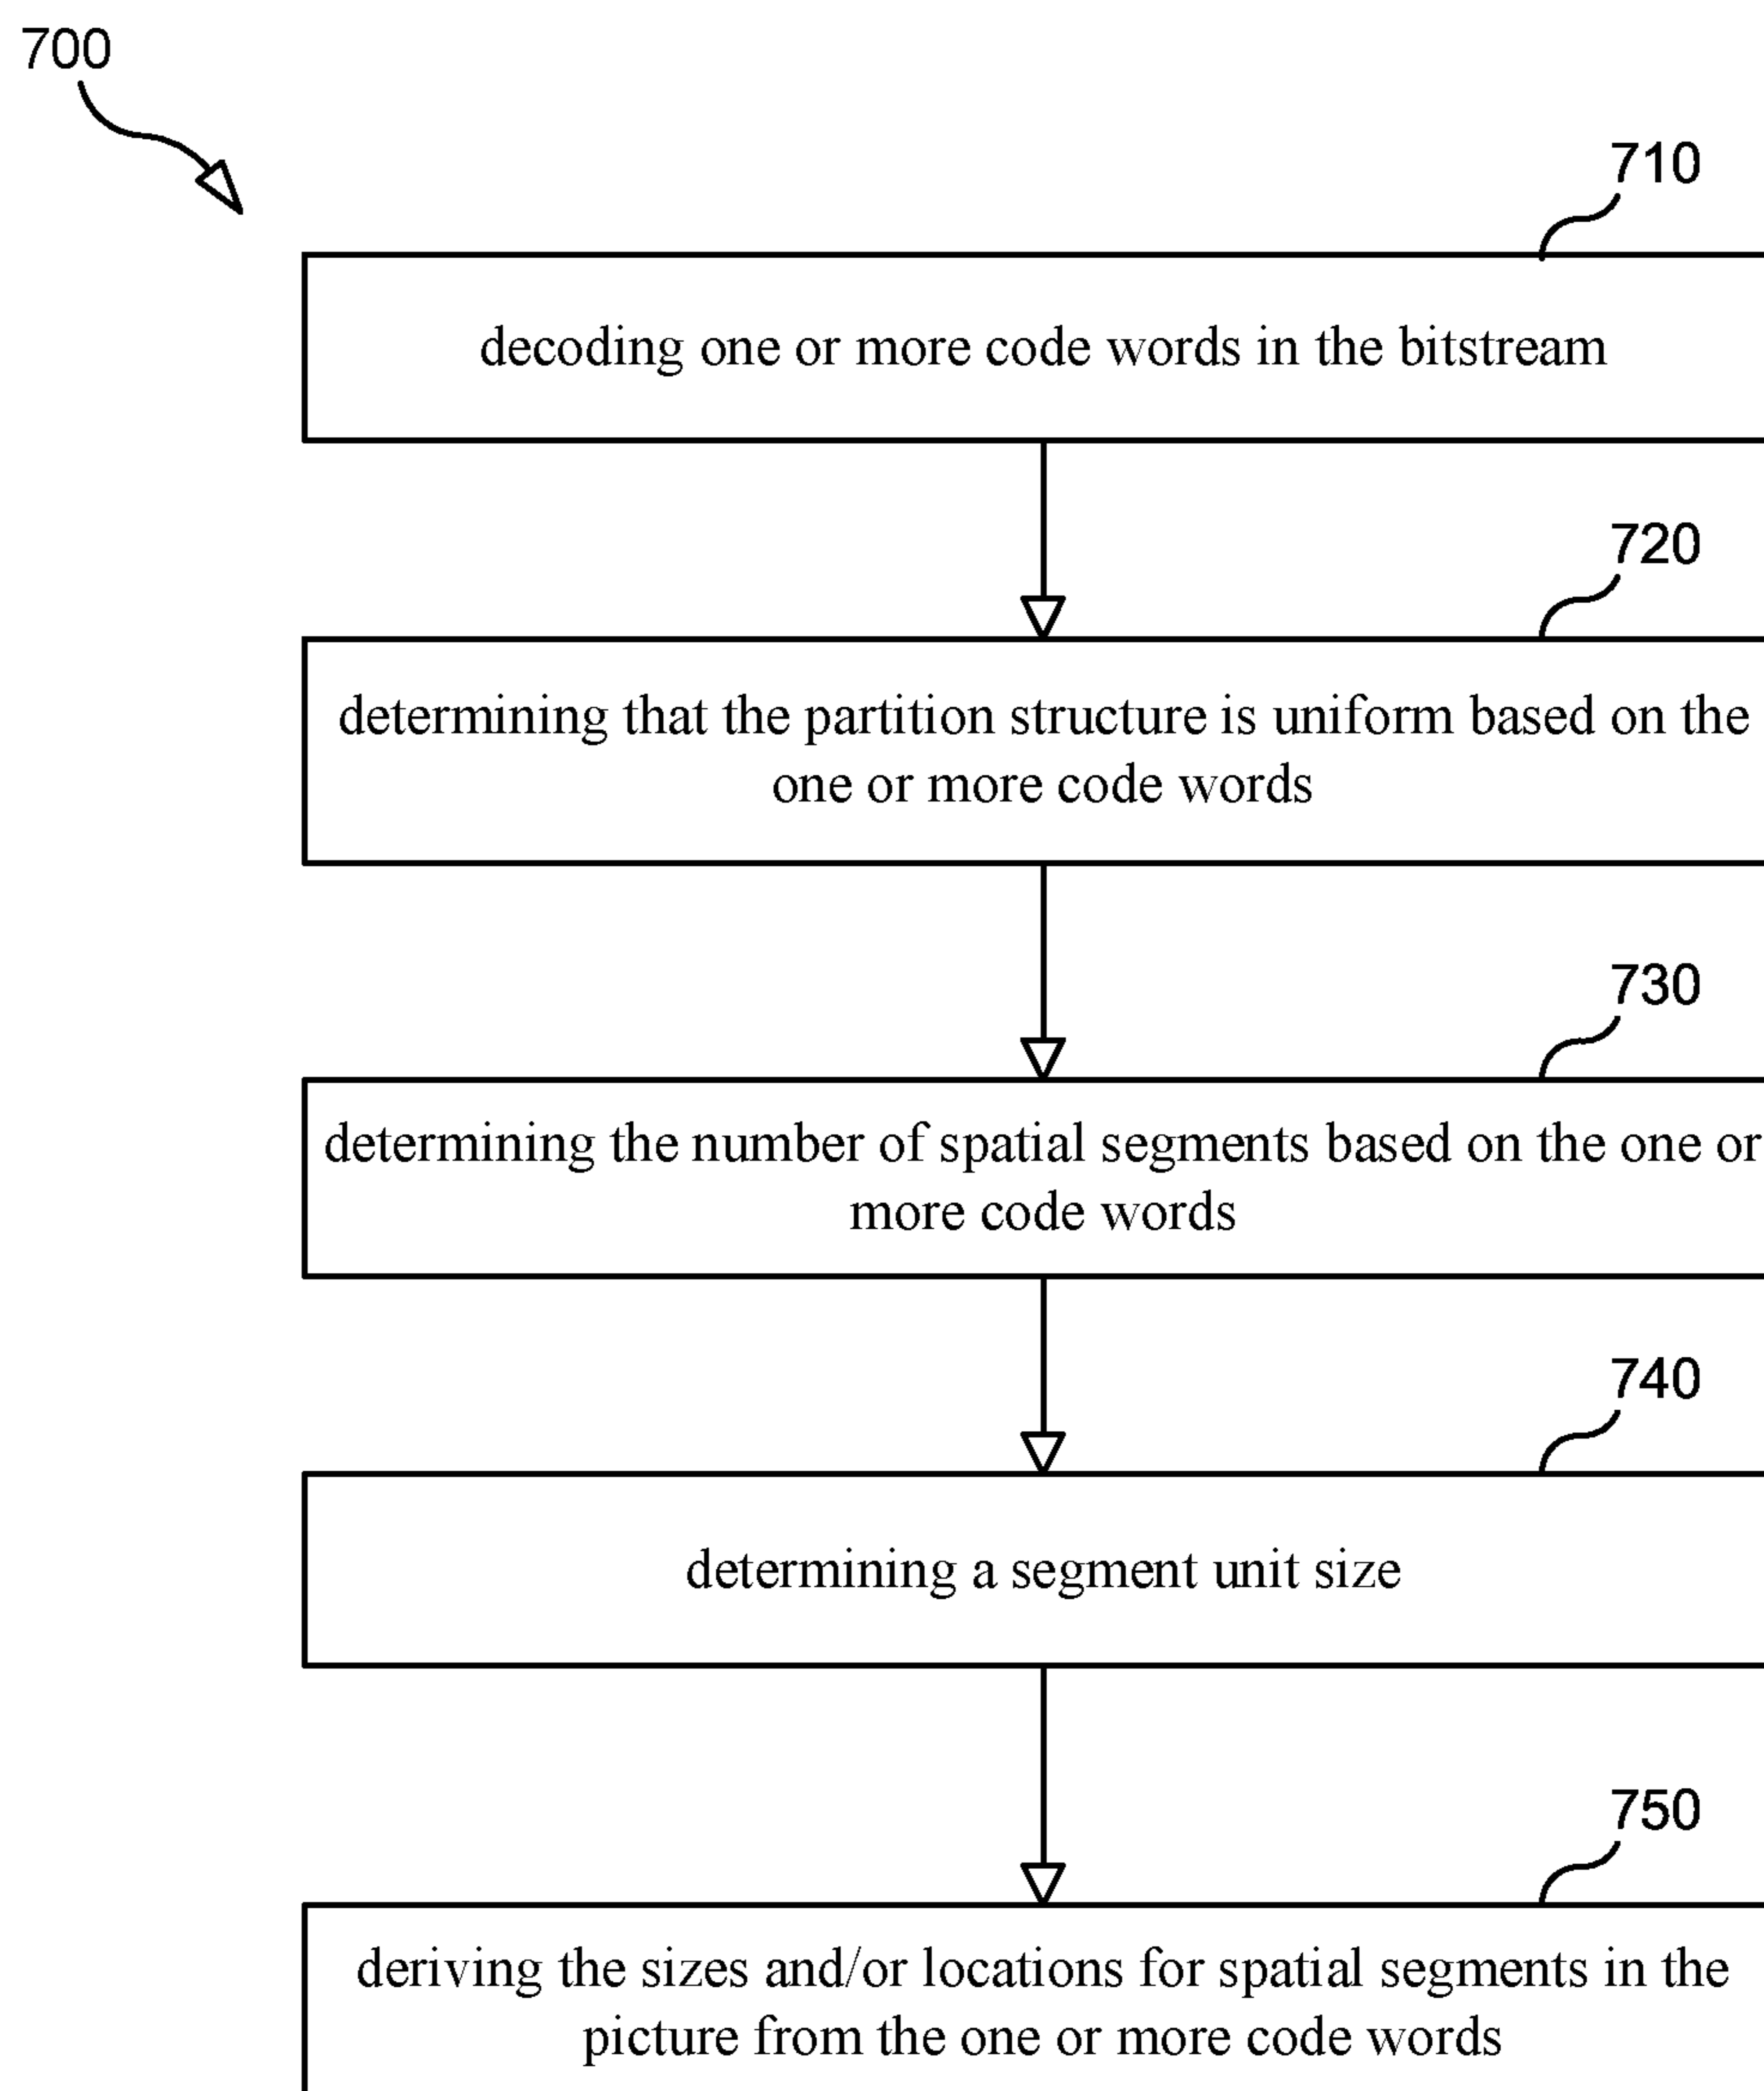 700
710
decoding one or more code words in the bitstream
720
determining that the partition structure is uniform based on the
one or more code words
730
determining the number of spatial segments based on the one or
more code words
740
determining a segment unit size
750
deriving the sizes and/or locations for spatial segments in the
picture from the one or more code words